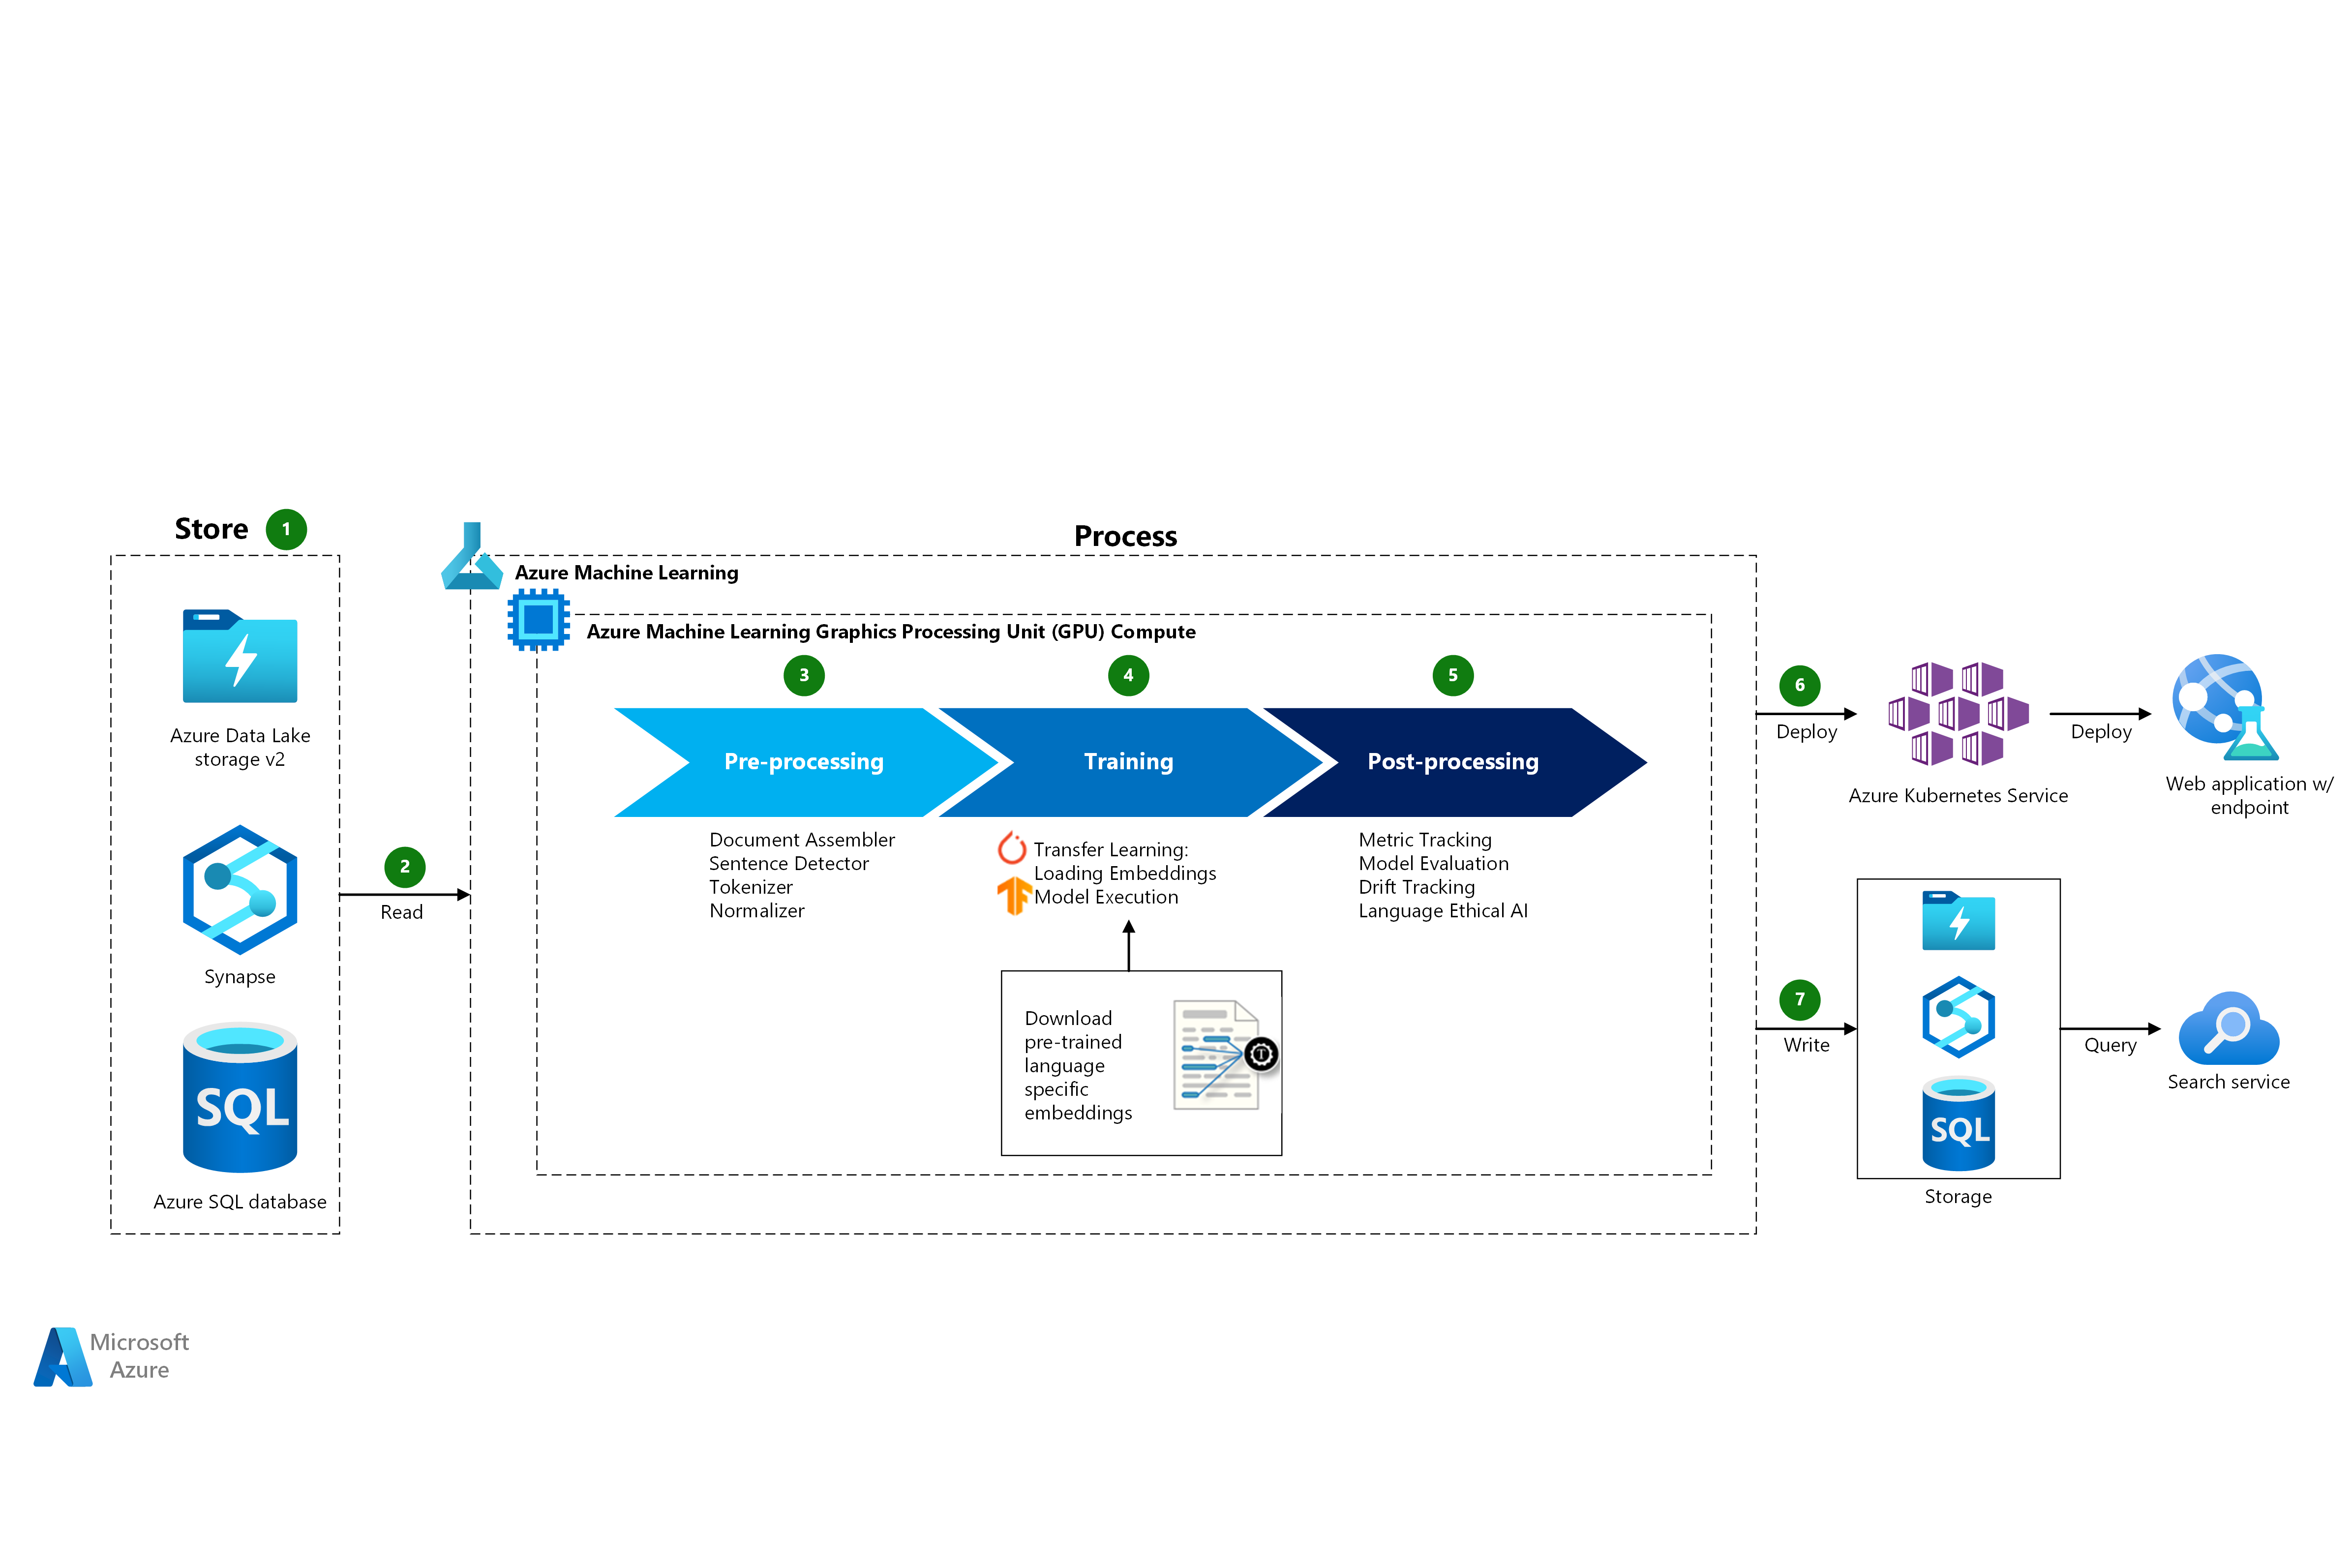 Store 1
Azure Data Lake
storage v2
Synapse
SQL
Azure SQL database
2
Read
Process
Azure Machine Learning
Azure Machine Learning Graphics Processing Unit (GPU) Compute
3
4
5
Pre-processing
Training
Post-processing
Document Assembler
Sentence Detector
Tokenizer
Normalizer
Transfer Learning:
Loading Embeddings
Model Execution
Metric Tracking
Model Evaluation
Drift Tracking
Language Ethical AI
Download
pre-trained
language
specific
embeddings
T
6
Deploy
Azure Kubernetes Service
Deploy
Web application w/
endpoint
7
Write
SQL
Storage
Query
Search service
Microsoft
Azure